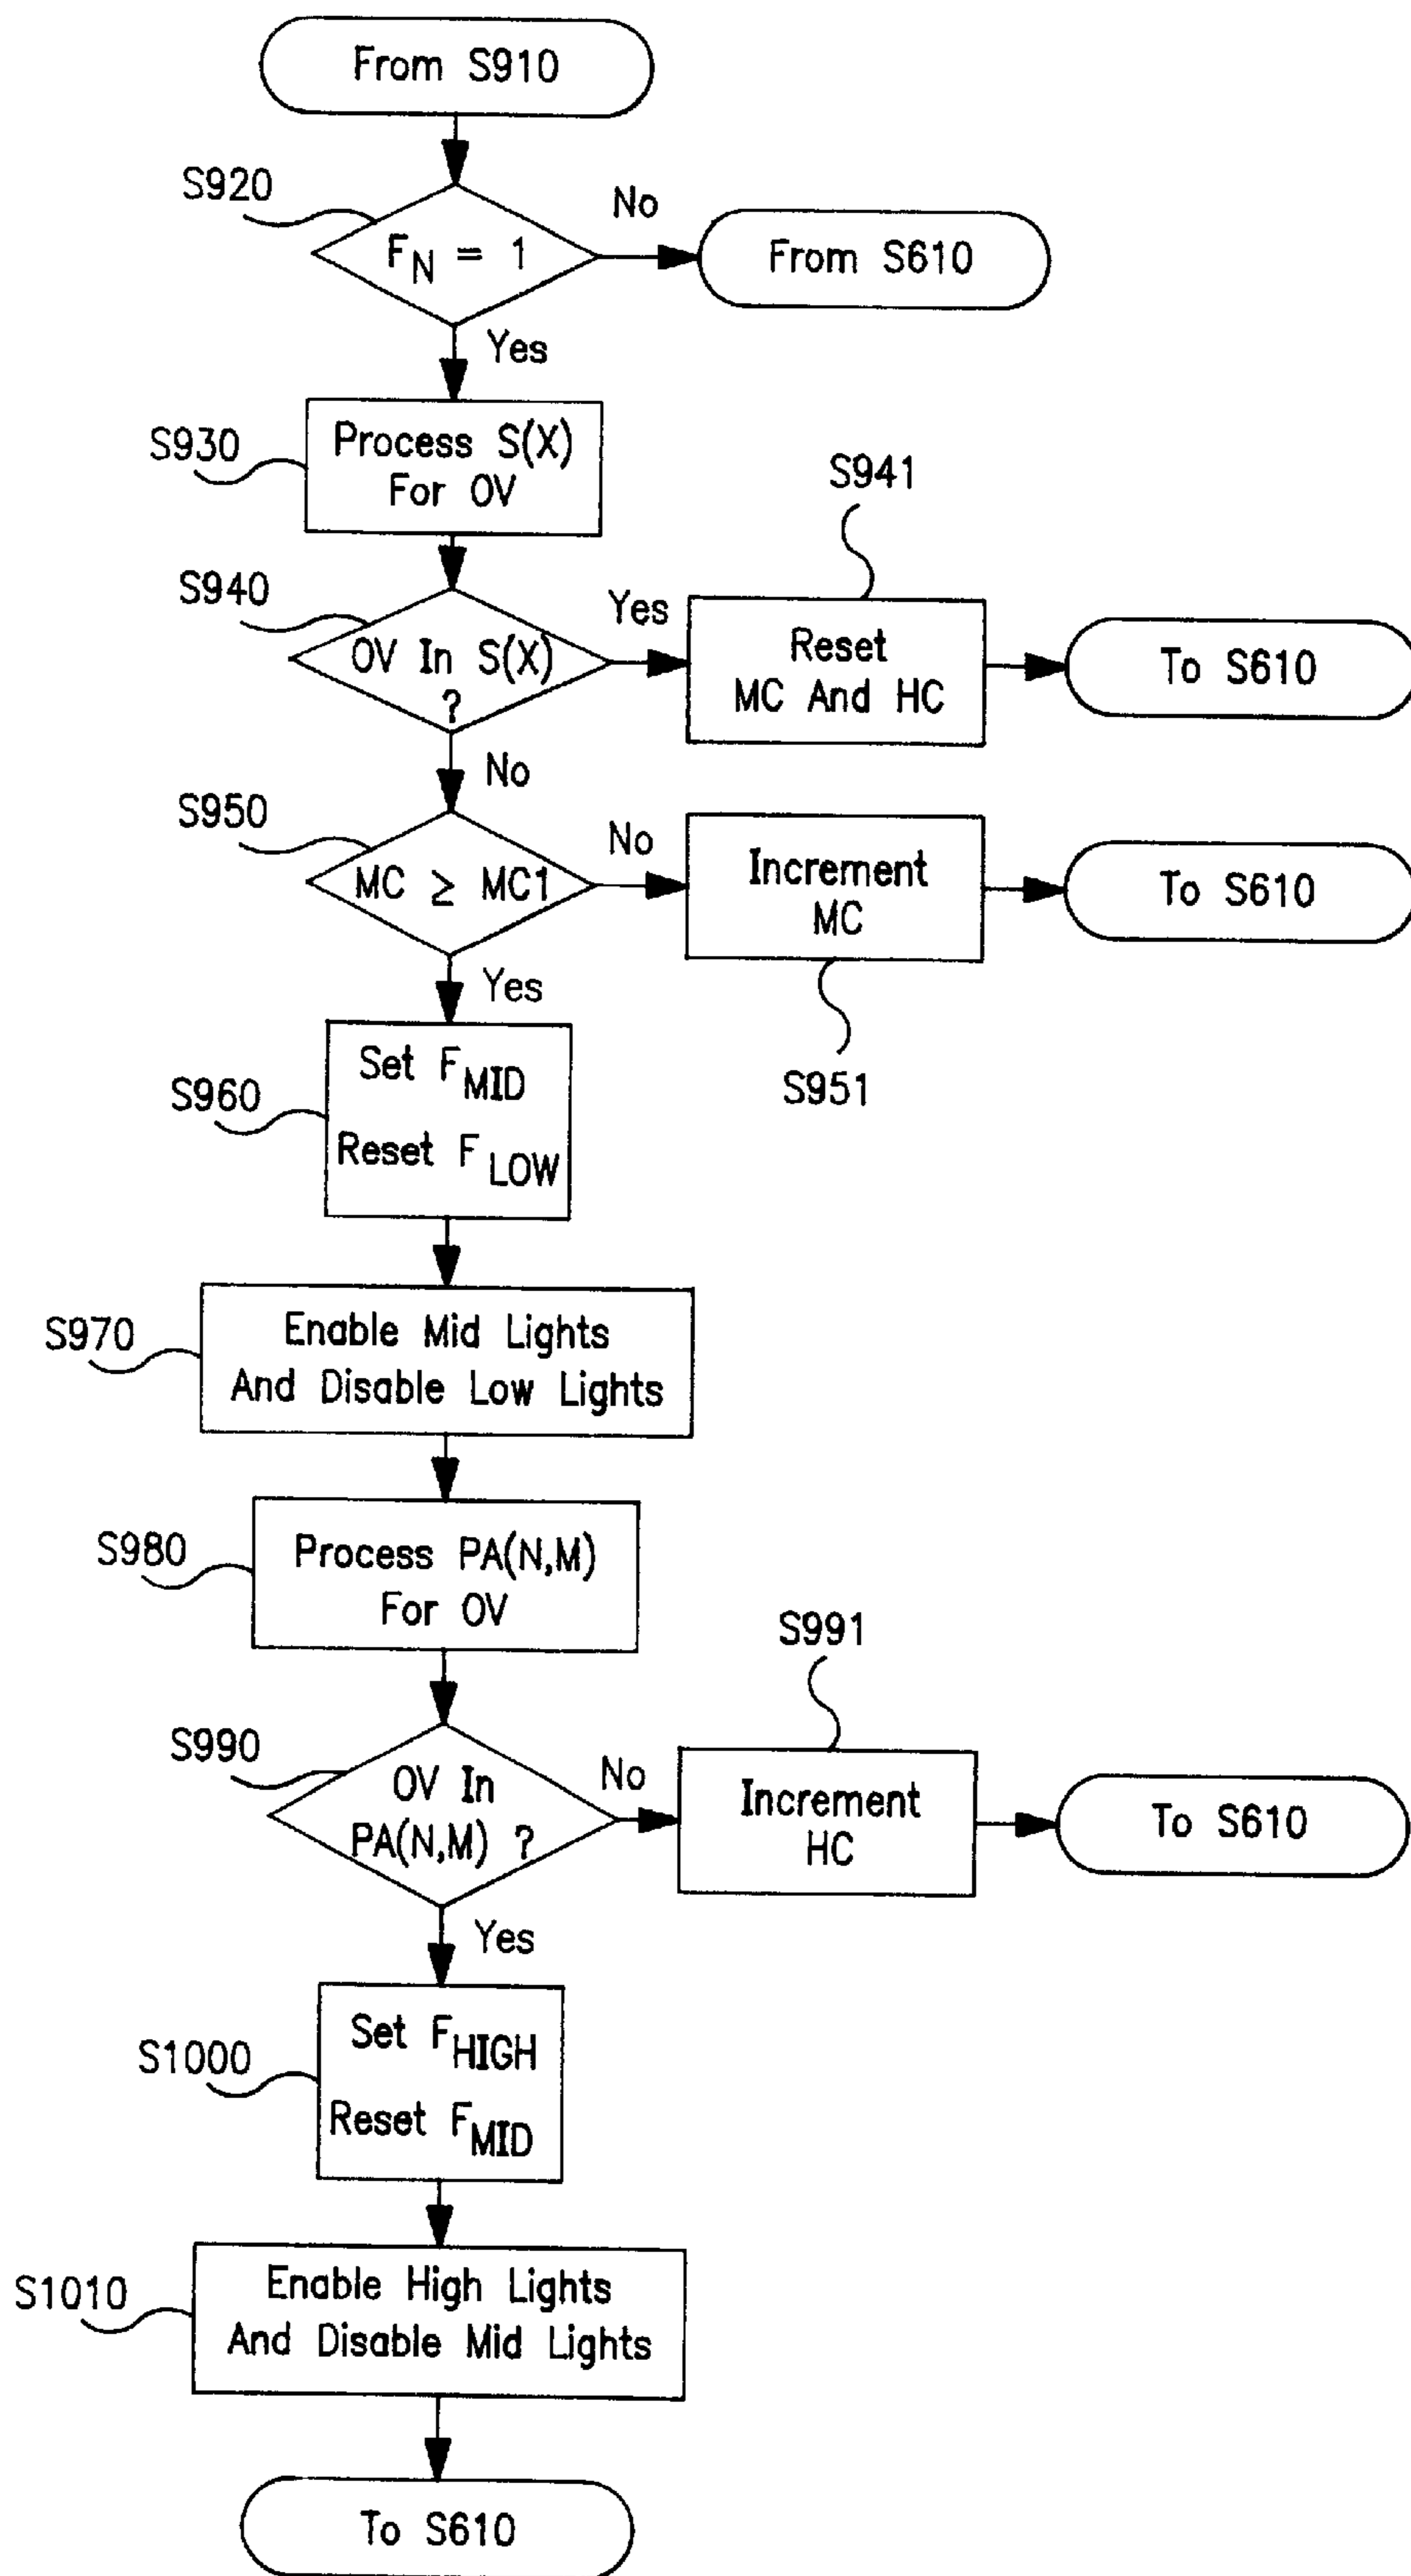 From S910
S920
F_N = 1
No
From S610
Yes
S930
Process S(X)
For OV
S941
S940
OV In S(X)
?
Yes
Reset
MC And HC
To S610
No
S950
MC ≥ MC1
No
Increment
MC
To S610
S951
Yes
S960
Set F_MID
Reset F_LOW
S970
Enable Mid Lights
And Disable Low Lights
S980
Process PA(N,M)
For OV
S991
S990
OV In
PA(N,M) ?
No
Increment
HC
To S610
Yes
S1000
Set F_HIGH
Reset F_MID
S1010
Enable High Lights
And Disable Mid Lights
To S610